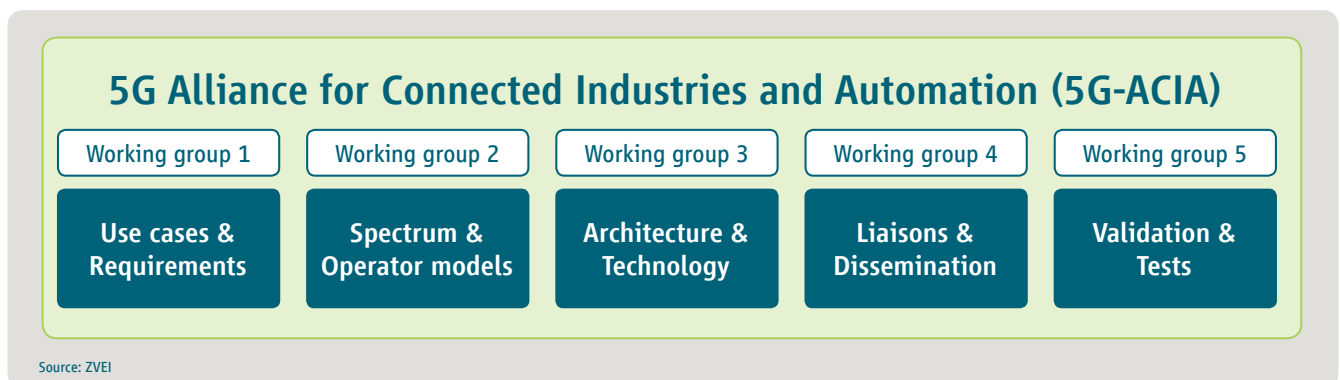 5G Alliance for Connected Industries and Automation (5G-ACIA)
Working group 1
Working group 2
Working group 3
Working group 4
Working group 5
Use cases &
Requirements
Spectrum &
Operator models
Architecture &
Technology
Liaisons &
Dissemination
Validation &
Tests
Source: ZVEI